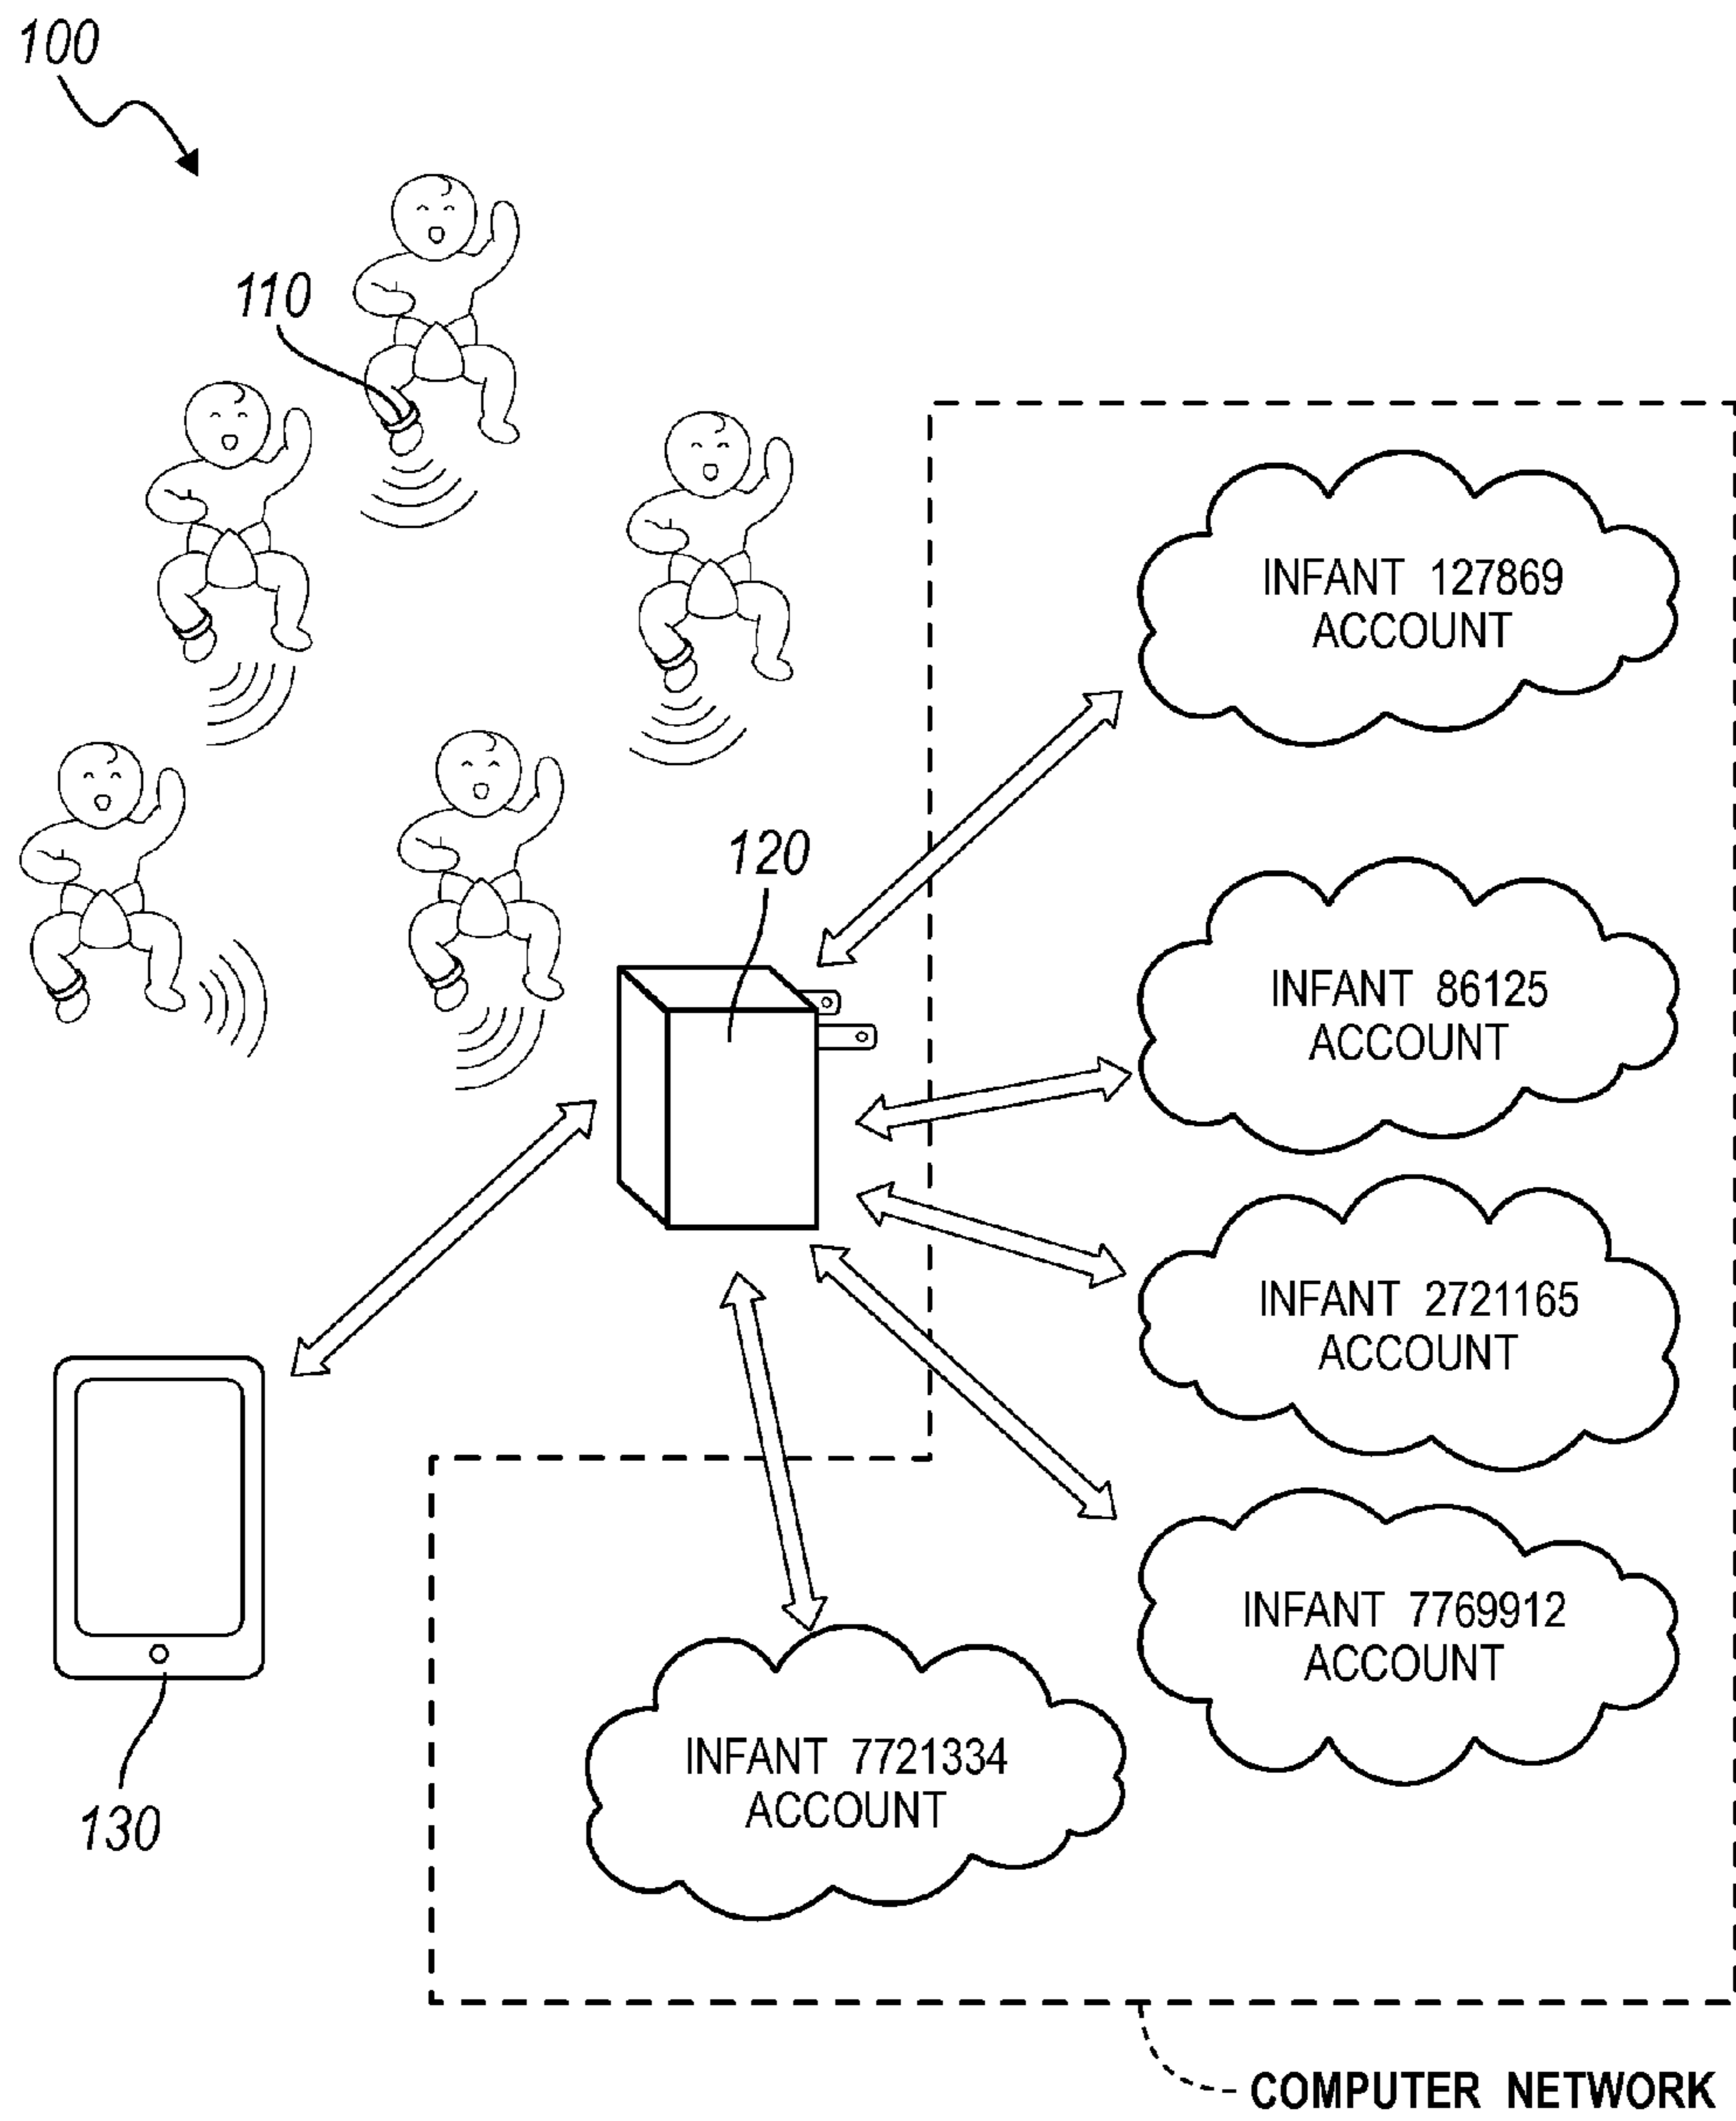 100
110
120
INFANT 127869
ACCOUNT
INFANT 86125
ACCOUNT
INFANT 2721165
ACCOUNT
INFANT 7769912
ACCOUNT
INFANT 7721334
ACCOUNT
130
COMPUTER NETWORK